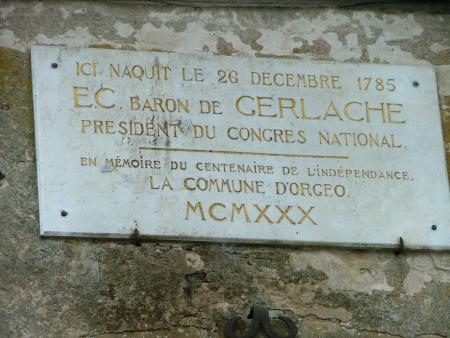 ICI NAQUIT LE 26 DECEMBRE 1785
E.C. BARON DE GERLACHE
PRESIDENT DU CONGRES NATIONAL.
EN MÉMOIRE DU CENTENAIRE DE L'INDÉPENDANCE.
LA COMMUNE D'ORGEO.
MCMXXX